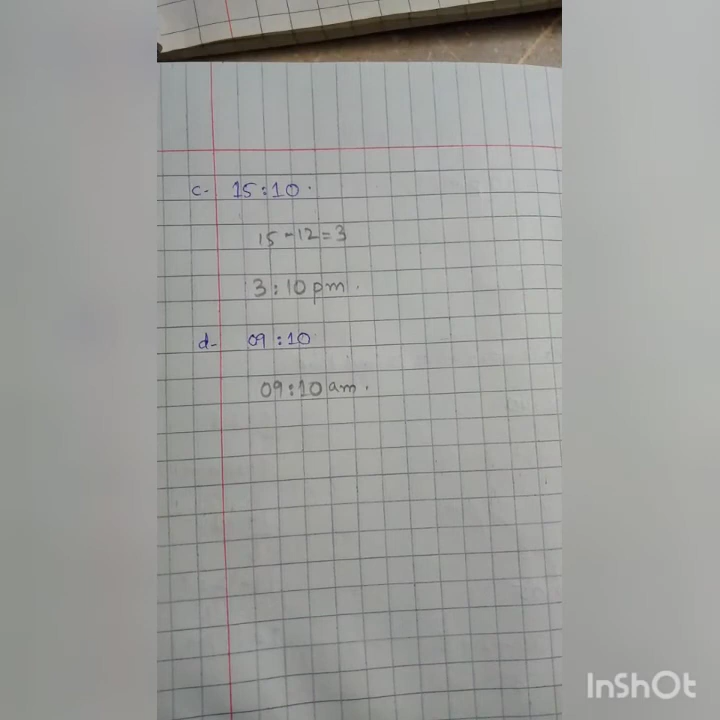 c- 15:10.
15-12=3
3:10 pm.
d- 09:10
09:10 am.
InShOt